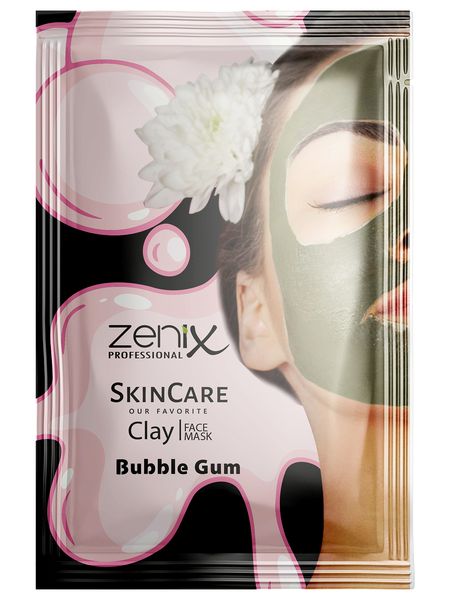 zenix
PROFESSIONAL
SKINCARE
OUR FAVORITE
Clay | FACE
MASK
Bubble Gum